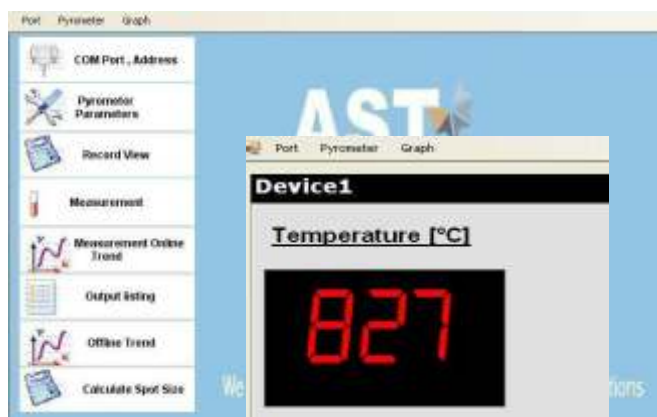 Port Pyrometer Graph
COM Port , Address
Pyrometer
Parameters
Record View
Measurement
Measurement Online
Trend
Output listing
Offline Trend
Calculate Spot Size
AST
Port Pyrometer Graph
Device1
Temperature [°C]
827
We
ions